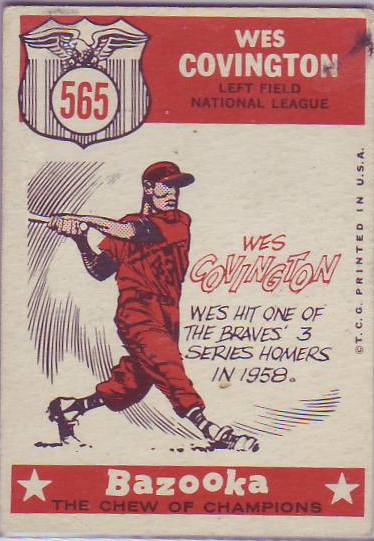 565
WES
COVINGTON
LEFT FIELD
NATIONAL LEAGUE
WES
COVINGTON
WES HIT ONE OF
THE BRAVES' 3
SERIES HOMERS
IN 1958.
©T.C.G. PRINTED IN U.S.A.
Bazooka
THE CHEW OF CHAMPIONS